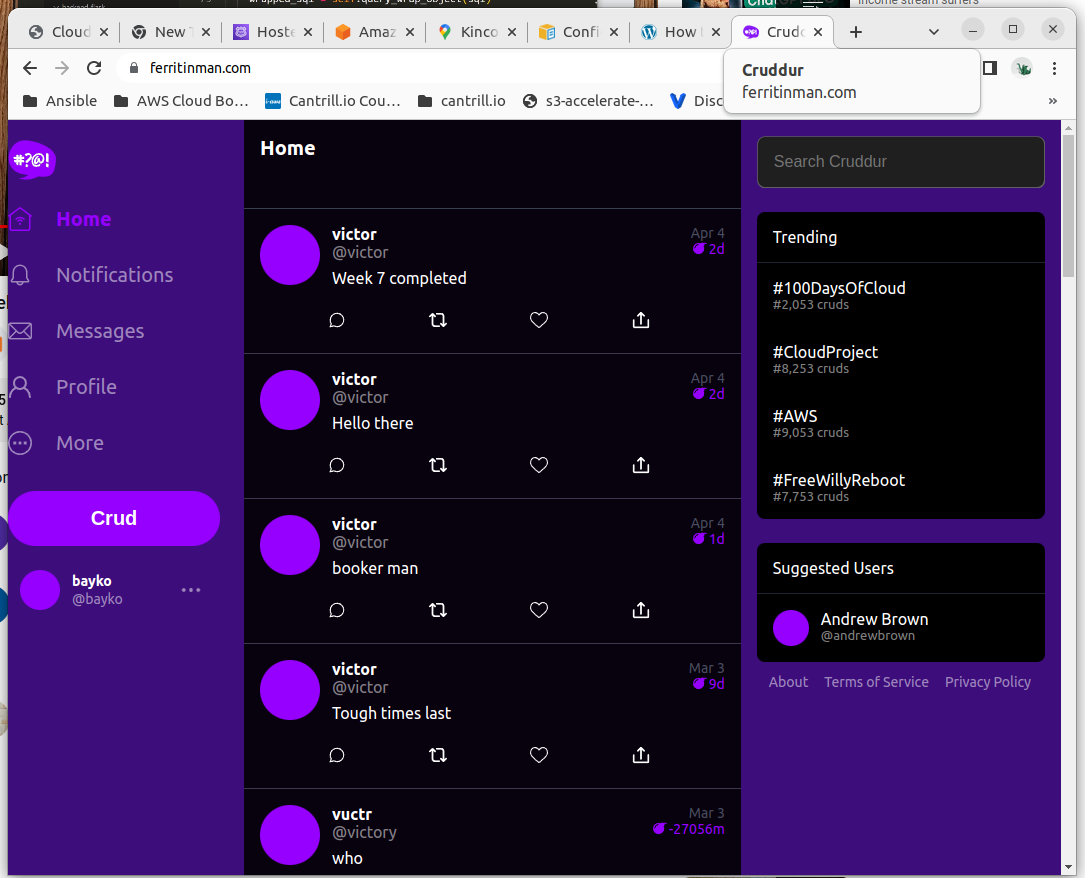 Cloud
New T
Hoste
Amaz
Kinco
Confi
How
Crudd
ferritinman.com
Cruddur
ferritinman.com
Ansible
AWS Cloud Bo…
Cantrill.io Cou…
cantrill.io
s3-accelerate-…
Disc
»
#?@!
Home
Notifications
Messages
Profile
More
Crud
bayko
@bayko
Home
victor
Apr 4
@victor
2d
Week 7 completed
victor
Apr 4
@victor
2d
Hello there
victor
Apr 4
@victor
1d
booker man
victor
Mar 3
@victor
9d
Tough times last
vuctr
Mar 3
@victory
-27056m
who
Search Cruddur
Trending
#100DaysOfCloud
#2,053 cruds
#CloudProject
#8,253 cruds
#AWS
#9,053 cruds
#FreeWillyReboot
#7,753 cruds
Suggested Users
Andrew Brown
@andrewbrown
About Terms of Service Privacy Policy